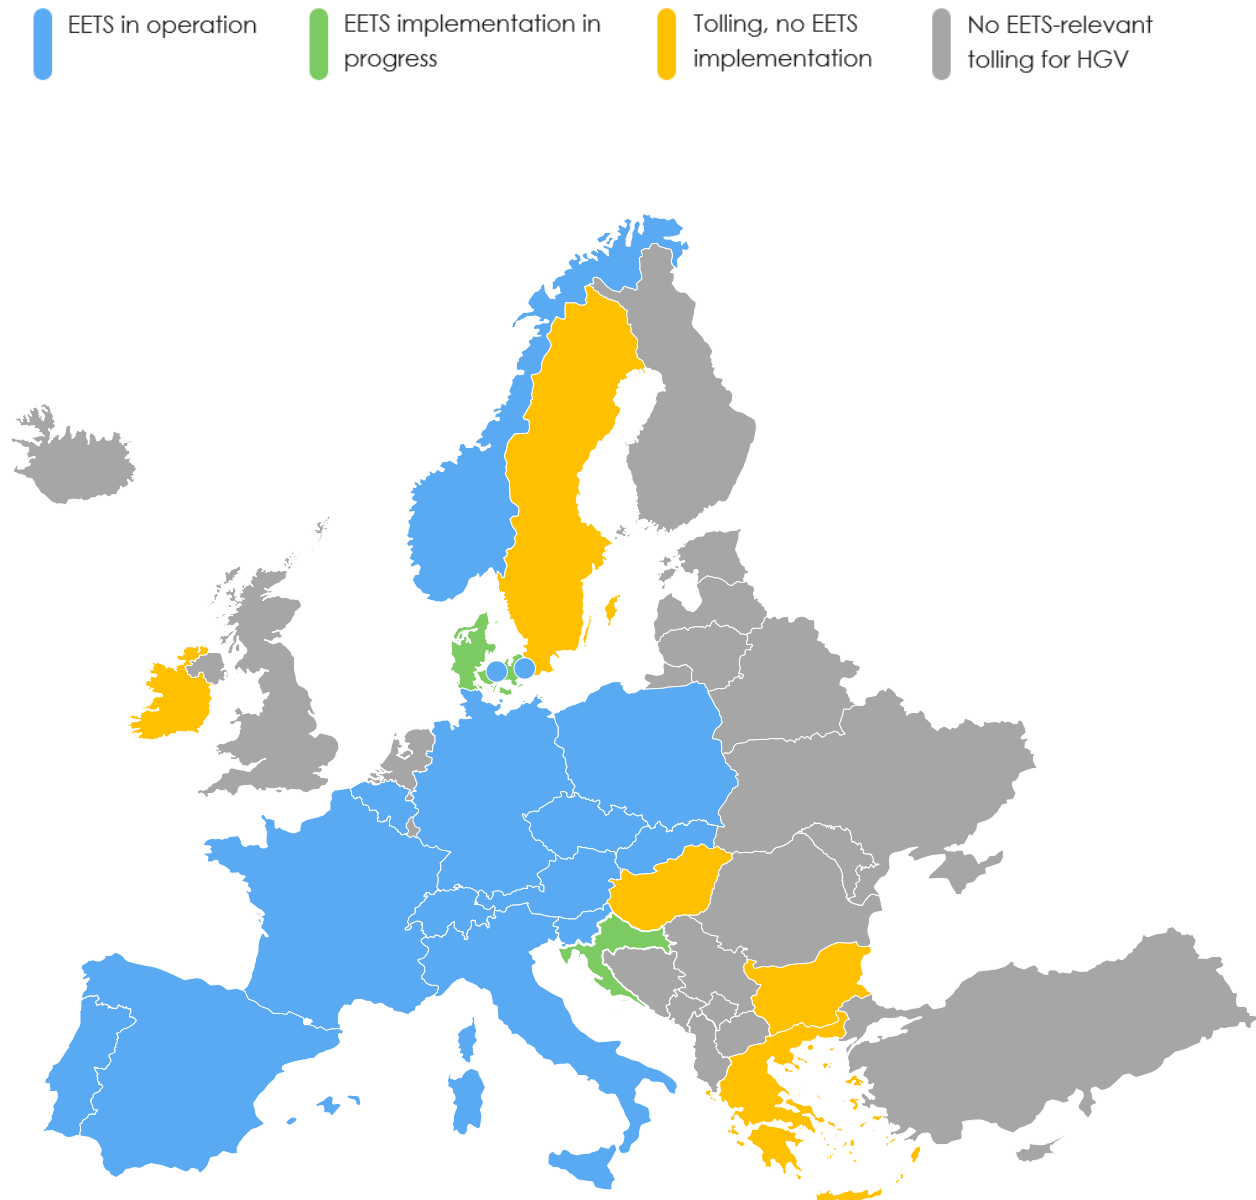 EETS in operation
EETS implementation in
progress
Tolling, no EETS
implementation
No EETS-relevant
tolling for HGV